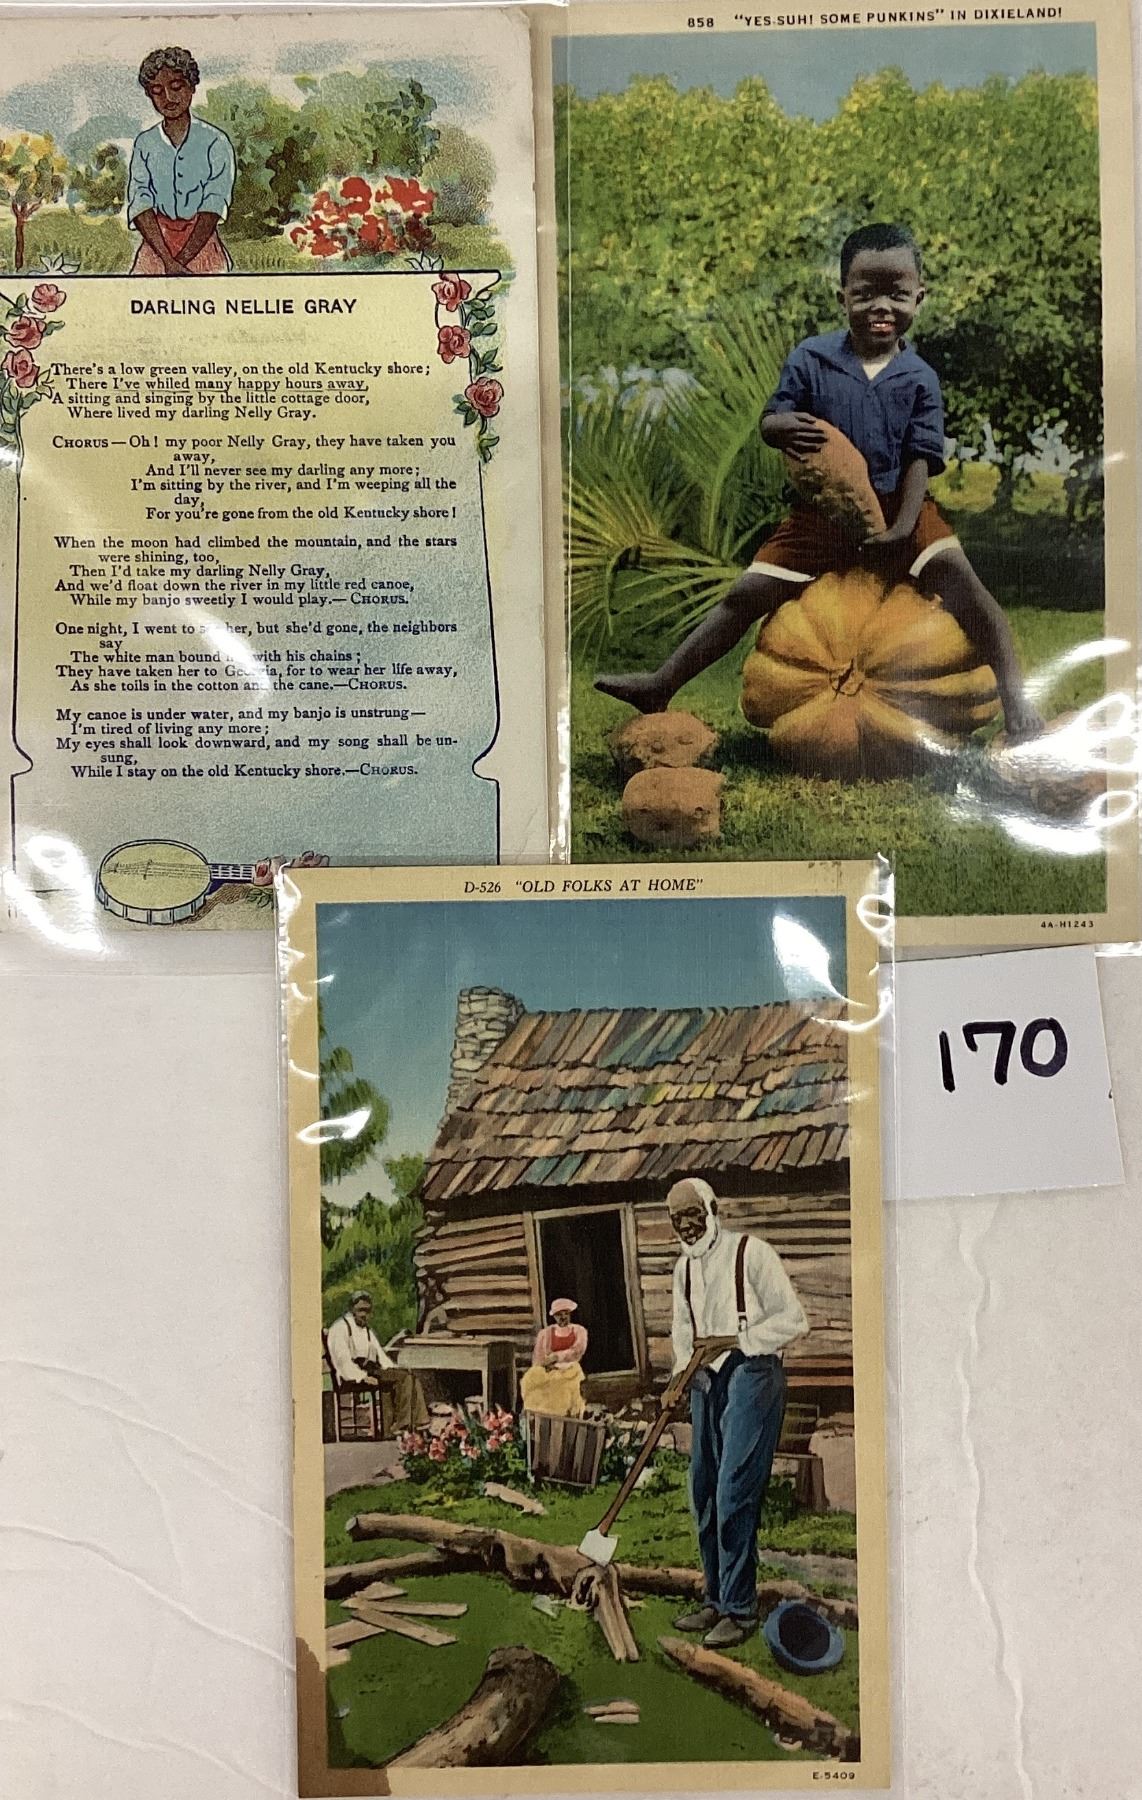 DARLING NELLIE GRAY
There's a low green valley, on the old Kentucky shore;
There I've whiled many happy hours away,
A sitting and singing by the little cottage door,
Where lived my darling Nelly Gray.
CHORUS—Oh! my poor Nelly Gray, they have taken you
away,
And I'll never see my darling any more;
I'm sitting by the river, and I'm weeping all the
day,
For you're gone from the old Kentucky shore!
When the moon had climbed the mountain, and the stars
were shining, too,
Then I'd take my darling Nelly Gray,
And we'd float down the river in my little red canoe,
While my banjo sweetly I would play.—CHORUS.
One night, I went to her, but she'd gone, the neighbors
say
The white man bound with his chains;
They have taken her to Georgia, for to wear her life away,
As she toils in the cotton and the cane.—CHORUS.
My canoe is under water, and my banjo is unstrung—
I'm tired of living any more;
My eyes shall look downward, and my song shall be un-
sung,
While I stay on the old Kentucky shore.—CHORUS.
858 "YES SUH! SOME PUNKINS" IN DIXIELAND!
4A-H1243
D-526 "OLD FOLKS AT HOME"
E-5409
170